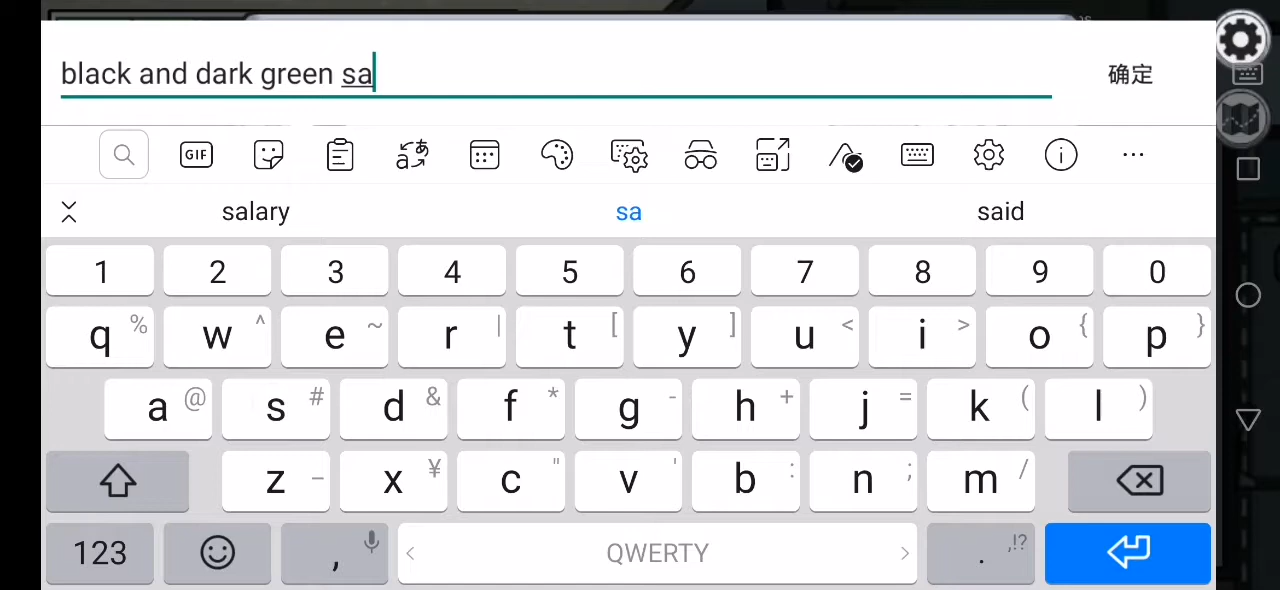 black and dark green sa
确定
GIF
salary sa said
1 2 3 4 5 6 7 8 9 0
q % w ^ e ~ r | t [ y ] u < i > o { p }
a @ s # d & f * g - h + j = k ( l )
z _ x ¥ c " v ' b : n ; m /
123 , QWERTY . ,!?